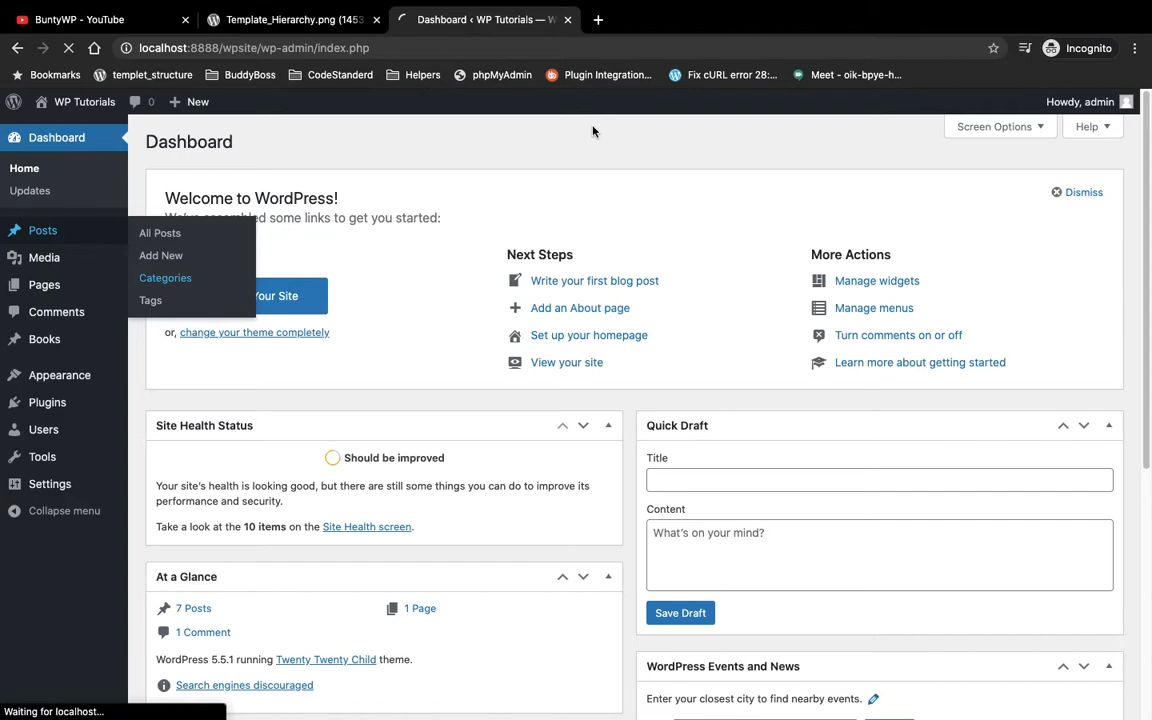 BuntyWP - YouTube
Template_Hierarchy.png (1453
Dashboard ‹ WP Tutorials — W
localhost:8888/wpsite/wp-admin/index.php
Incognito
Bookmarks
templet_structure
BuddyBoss
CodeStanderd
Helpers
phpMyAdmin
Plugin Integration...
Fix cURL error 28:...
Meet - oik-bpye-h...
WP Tutorials
0
New
Howdy, admin
Dashboard
Home
Updates
Posts
Media
Pages
Comments
Books
Appearance
Plugins
Users
Tools
Settings
Collapse menu
All Posts
Add New
Categories
Tags
Dashboard
Screen Options
Help
Welcome to WordPress!
Dismiss
some links to get you started:
Your Site
or, change your theme completely
Next Steps
Write your first blog post
Add an About page
Set up your homepage
View your site
More Actions
Manage widgets
Manage menus
Turn comments on or off
Learn more about getting started
Site Health Status
Should be improved
Your site's health is looking good, but there are still some things you can do to improve its
performance and security.
Take a look at the 10 items on the Site Health screen.
At a Glance
7 Posts
1 Page
1 Comment
WordPress 5.5.1 running Twenty Twenty Child theme.
Search engines discouraged
Quick Draft
Title
Content
What's on your mind?
Save Draft
WordPress Events and News
Enter your closest city to find nearby events.
Waiting for localhost...